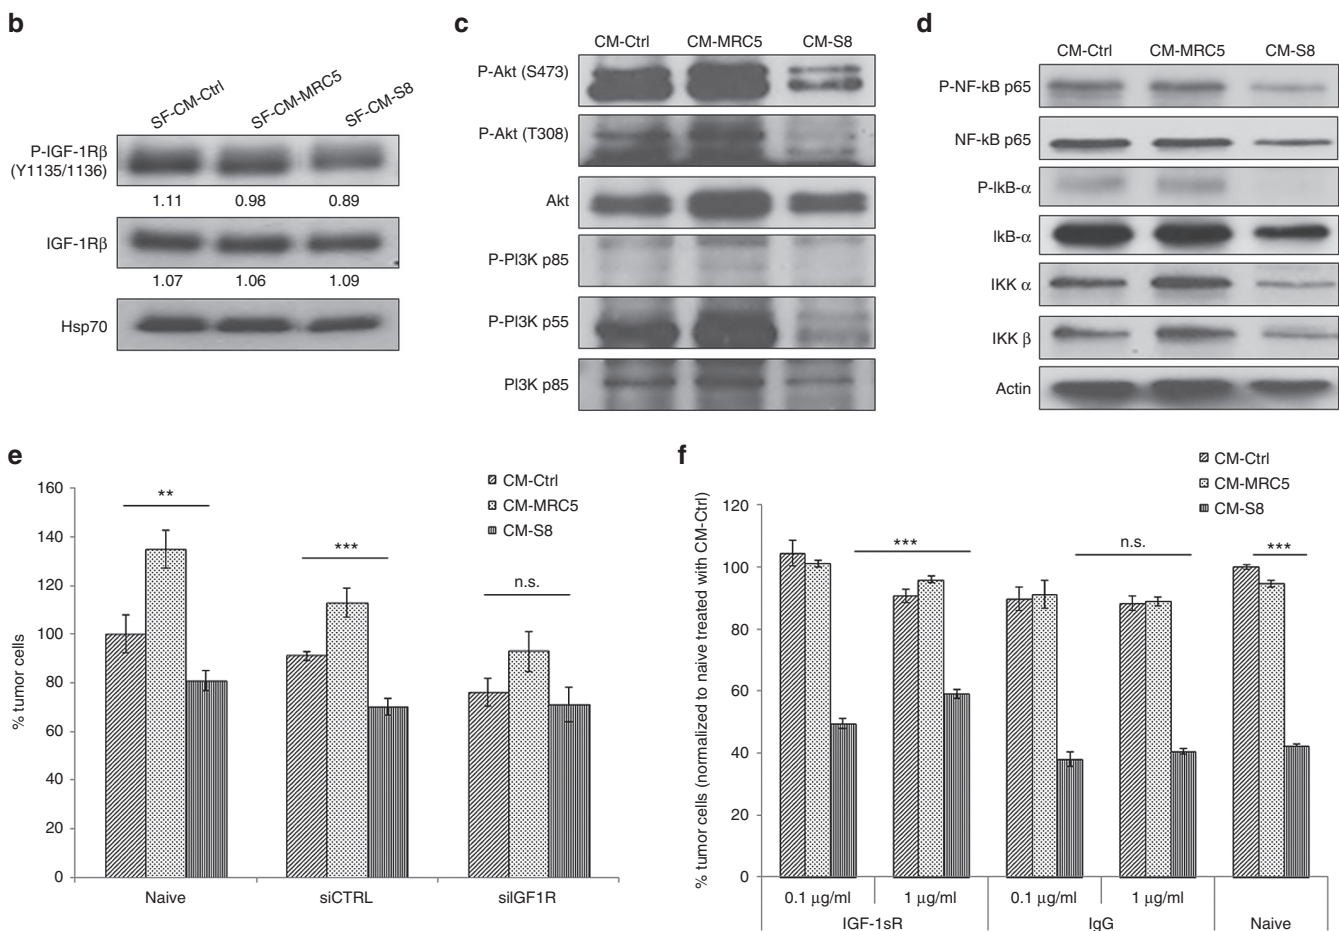 b
SF-CM-Ctrl
SF-CM-MRC5
SF-CM-S8
P-IGF-1Rβ
(Y1135/1136)
1.11 0.98 0.89
IGF-1Rβ
1.07 1.06 1.09
Hsp70
c
CM-Ctrl CM-MRC5 CM-S8
P-Akt (S473)
P-Akt (T308)
Akt
P-PI3K p85
P-PI3K p55
PI3K p85
d
CM-Ctrl CM-MRC5 CM-S8
P-NF-kB p65
NF-kB p65
P-IkB-α
IkB-α
IKK α
IKK β
Actin
e
CM-Ctrl
CM-MRC5
CM-S8
% tumor cells
160
140
120
100
80
60
40
20
0
**
***
n.s.
Naive siCTRL siIGF1R
f
CM-Ctrl
CM-MRC5
CM-S8
% tumor cells (normalized to naive treated with CM-Ctrl)
120
100
80
60
40
20
0
***
n.s.
***
0.1 μg/ml 1 μg/ml 0.1 μg/ml 1 μg/ml
IGF-1sR IgG Naive